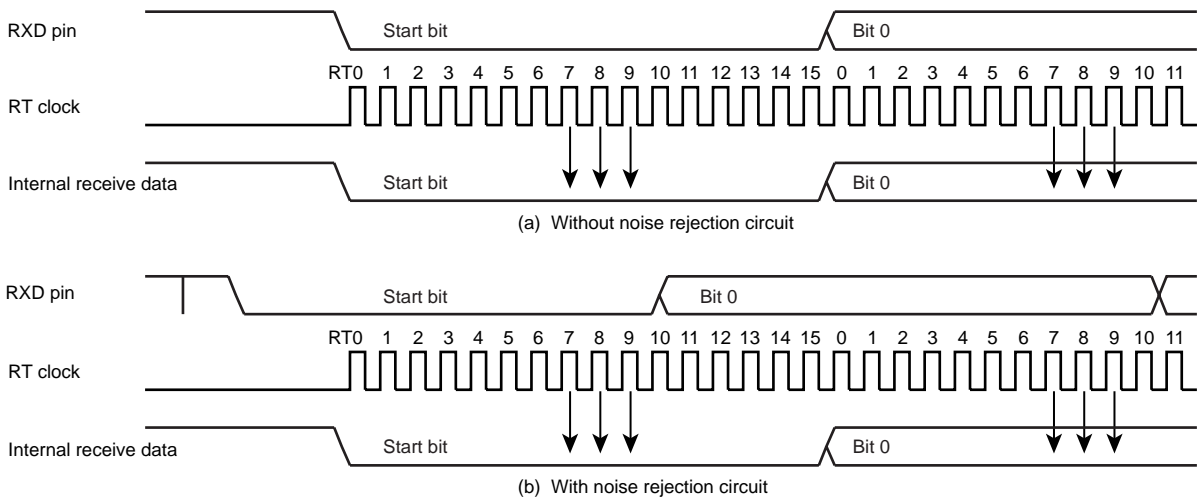 RXD pin Start bit Bit 0
RT0 1 2 3 4 5 6 7 8 9 10 11 12 13 14 15 0 1 2 3 4 5 6 7 8 9 10 11
RT clock
Internal receive data Start bit Bit 0
(a) Without noise rejection circuit
RXD pin Start bit Bit 0
RT0 1 2 3 4 5 6 7 8 9 10 11 12 13 14 15 0 1 2 3 4 5 6 7 8 9 10 11
RT clock
Internal receive data Start bit Bit 0
(b) With noise rejection circuit